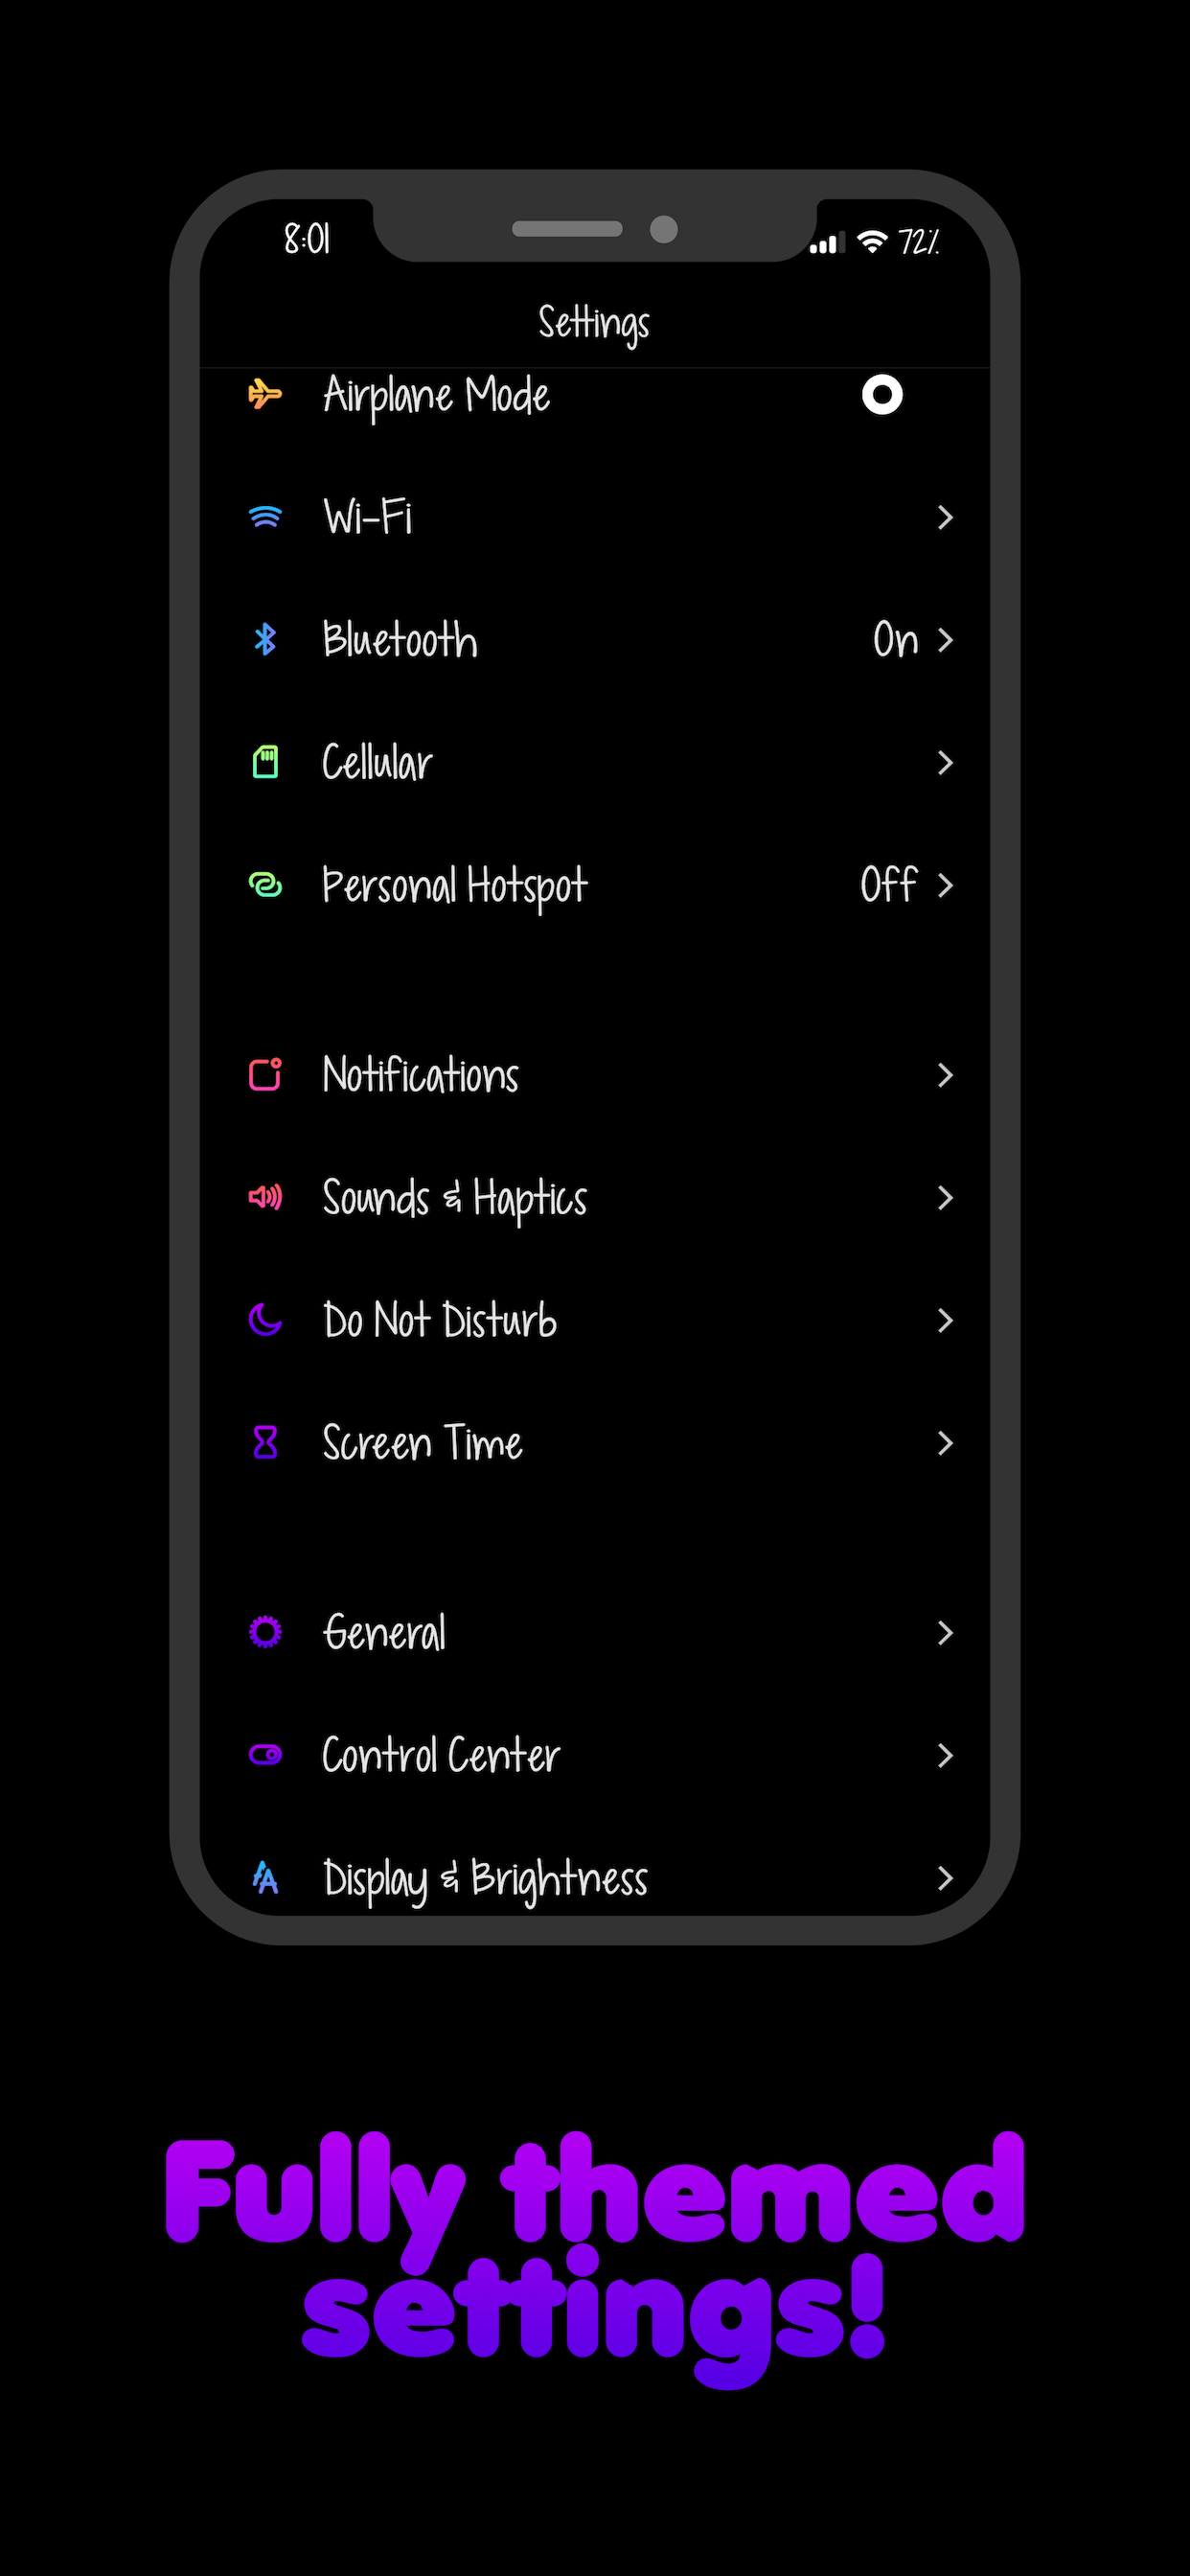 8:01 72%
Settings
Airplane Mode
Wi-Fi
Bluetooth On
Cellular
Personal Hotspot Off
Notifications
Sounds & Haptics
Do Not Disturb
Screen Time
General
Control Center
Display & Brightness
Fully themed
settings!